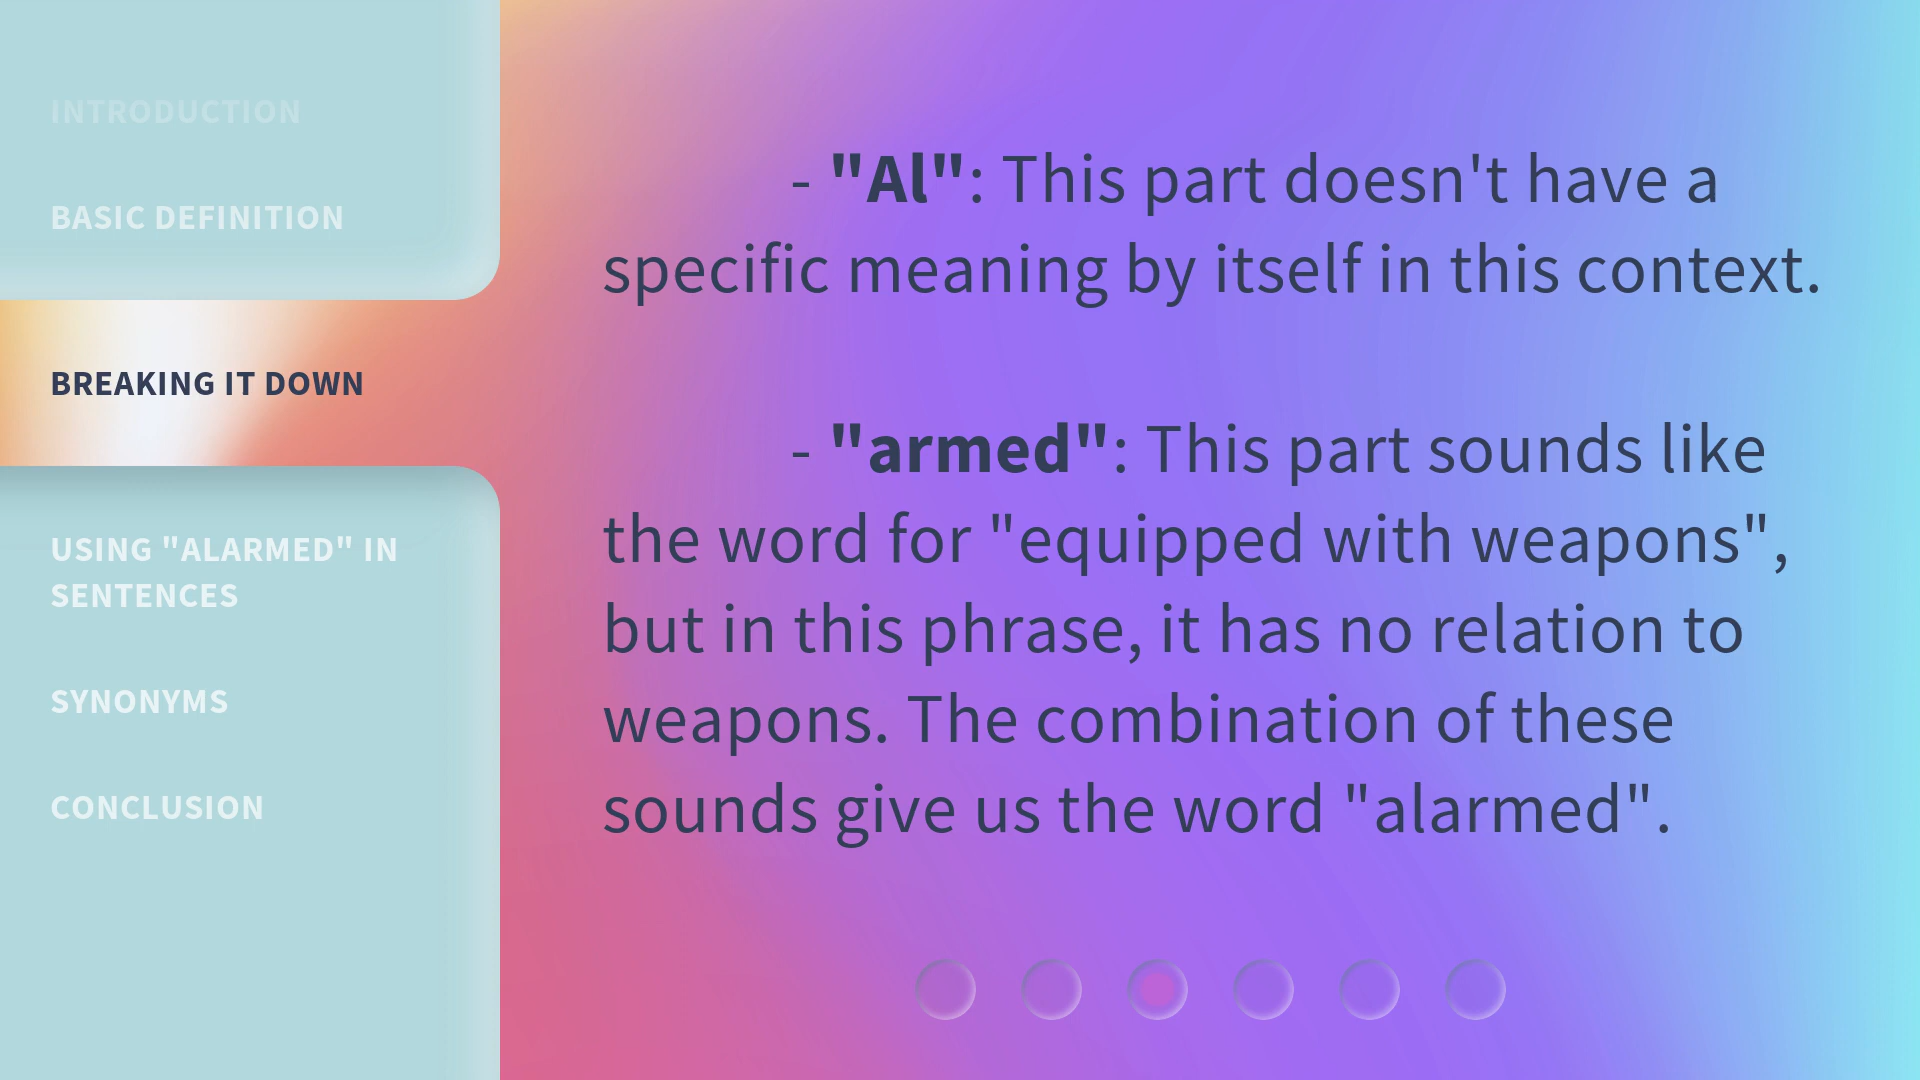 INTRODUCTION
BASIC DEFINITION
BREAKING IT DOWN
USING "ALARMED" IN
SENTENCES
SYNONYMS
CONCLUSION
- "Al": This part doesn't have a
specific meaning by itself in this context.
- "armed": This part sounds like
the word for "equipped with weapons",
but in this phrase, it has no relation to
weapons. The combination of these
sounds give us the word "alarmed".